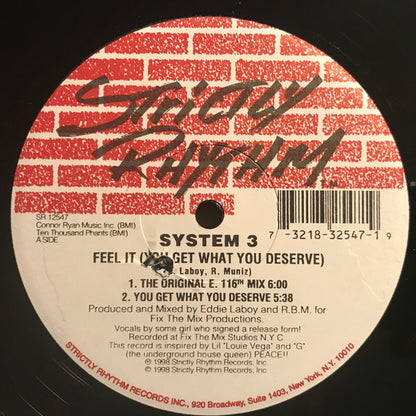 STRICTLY
RHYTHM
SR 12547
Connor Ryan Music Inc. (BMI)
Ten Thousand Phants (BMI)
A SIDE
7 -3218-32547-1 9
SYSTEM 3
FEEL IT (YOU GET WHAT YOU DESERVE)
Laboy, R. Muniz)
1. THE ORIGINAL E. 116TH MIX 6:00
2. YOU GET WHAT YOU DESERVE 5:38
Produced and Mixed by Eddie Laboy and R.B.M. for
Fix The Mix Productions.
Vocals by some girl who signed a release form!
Recorded at Fix The Mix Studios N.Y.C
This record is inspired by Lil "Louie Vega" and "G"
(the underground house queen) PEACE!!
© 1998 Strictly Rhythm Records Inc.
℗ 1998 Strictly Rhythm Records Inc.
STRICTLY RHYTHM RECORDS INC., 920 Broadway, Suite 1403, New York, N.Y. 10010